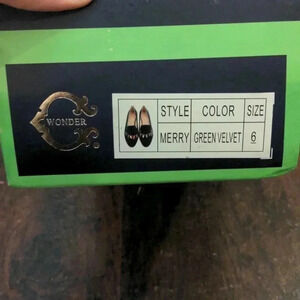 WONDER
STYLE COLOR SIZE
MERRY GREEN VELVET 6